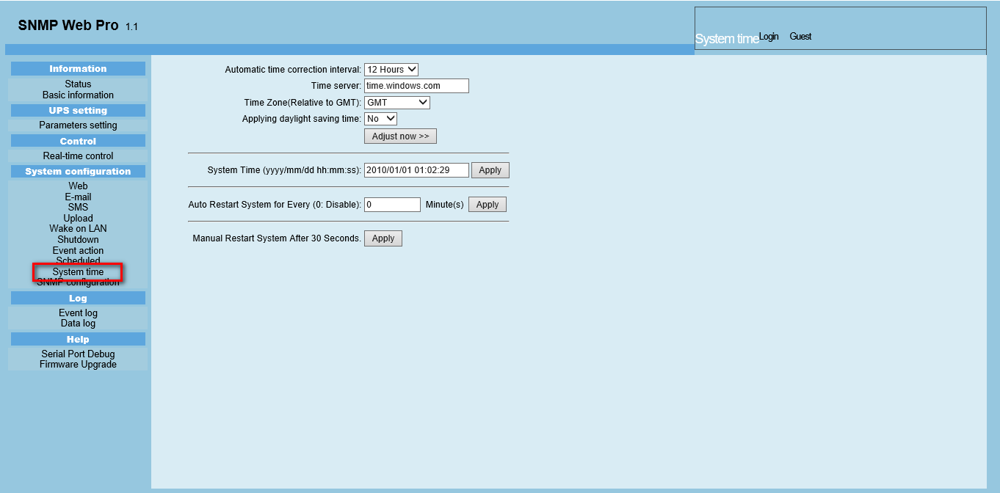 SNMP Web Pro 1.1
System time Login Guest
Information
Status
Basic information
UPS setting
Parameters setting
Control
Real-time control
System configuration
Web
E-mail
SMS
Upload
Wake on LAN
Shutdown
Event action
Scheduled
System time
SNMP configuration
Log
Event log
Data log
Help
Serial Port Debug
Firmware Upgrade
Automatic time correction interval: 12 Hours
Time server: time.windows.com
Time Zone(Relative to GMT): GMT
Applying daylight saving time: No
Adjust now >>
System Time (yyyy/mm/dd hh:mm:ss): 2010/01/01 01:02:29 Apply
Auto Restart System for Every (0: Disable): 0 Minute(s) Apply
Manual Restart System After 30 Seconds. Apply